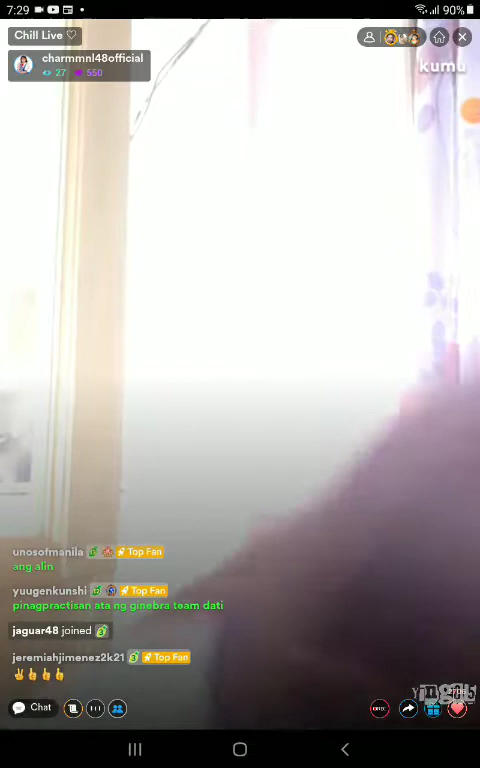 7:29
90%
Chill Live ♡
charmmnl48official
27 550
kumu
unosofmanila Top Fan
ang alin
yuugenkunshi Top Fan
pinagpractisan ata ng ginebra team dati
jaguar48 joined
jeremiahjimenez2k21 Top Fan
✌👆👆👆
Chat